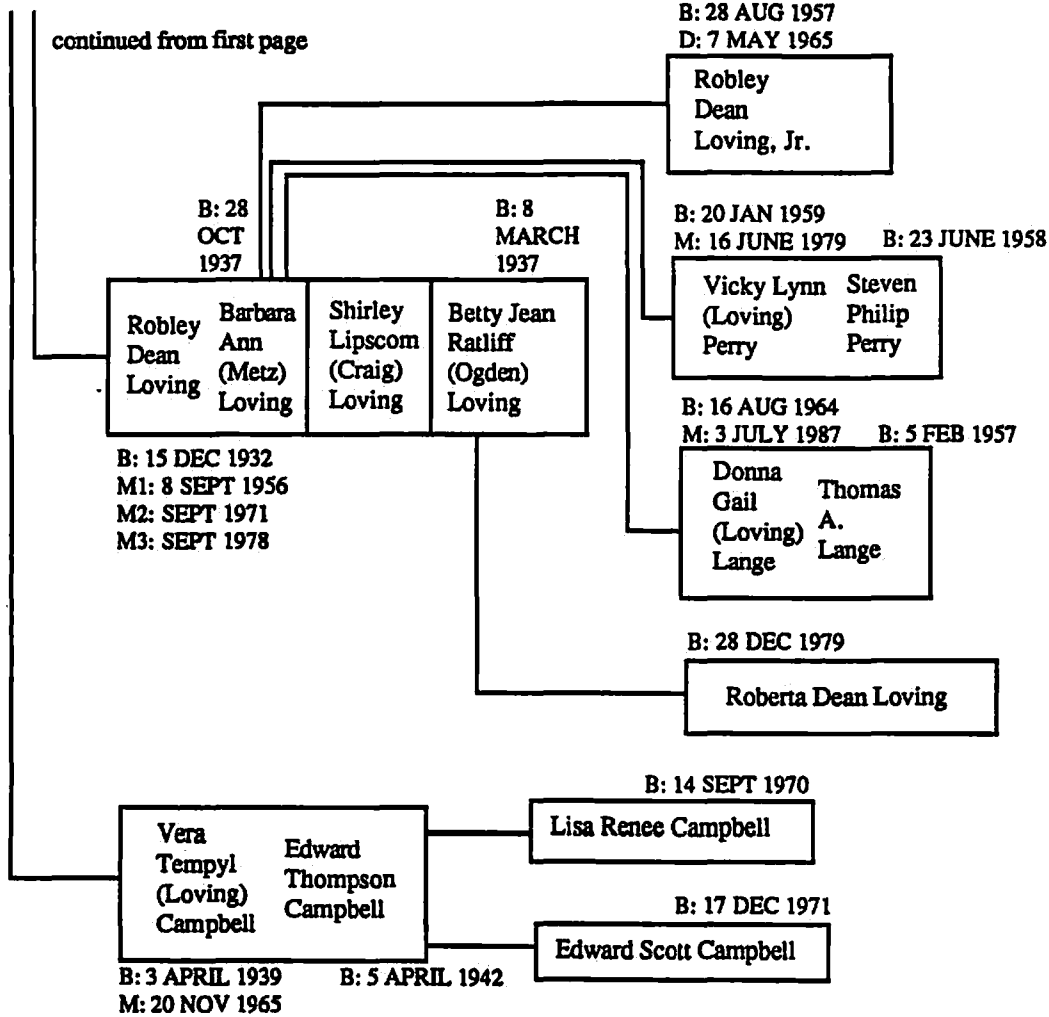 continued from first page
B: 28 AUG 1957
D: 7 MAY 1965
Robley
Dean
Loving, Jr.
B: 28
OCT
1937
B: 8
MARCH
1937
Robley
Dean
Loving
Barbara
Ann
(Metz)
Loving
Shirley
Lipscom
(Craig)
Loving
Betty Jean
Ratliff
(Ogden)
Loving
B: 15 DEC 1932
M1: 8 SEPT 1956
M2: SEPT 1971
M3: SEPT 1978
B: 20 JAN 1959
M: 16 JUNE 1979
B: 23 JUNE 1958
Vicky Lynn
(Loving)
Perry
Steven
Philip
Perry
B: 16 AUG 1964
M: 3 JULY 1987
B: 5 FEB 1957
Donna
Gail
(Loving)
Lange
Thomas
A.
Lange
B: 28 DEC 1979
Roberta Dean Loving
Vera
Tempyl
(Loving)
Campbell
Edward
Thompson
Campbell
B: 3 APRIL 1939
M: 20 NOV 1965
B: 5 APRIL 1942
B: 14 SEPT 1970
Lisa Renee Campbell
B: 17 DEC 1971
Edward Scott Campbell